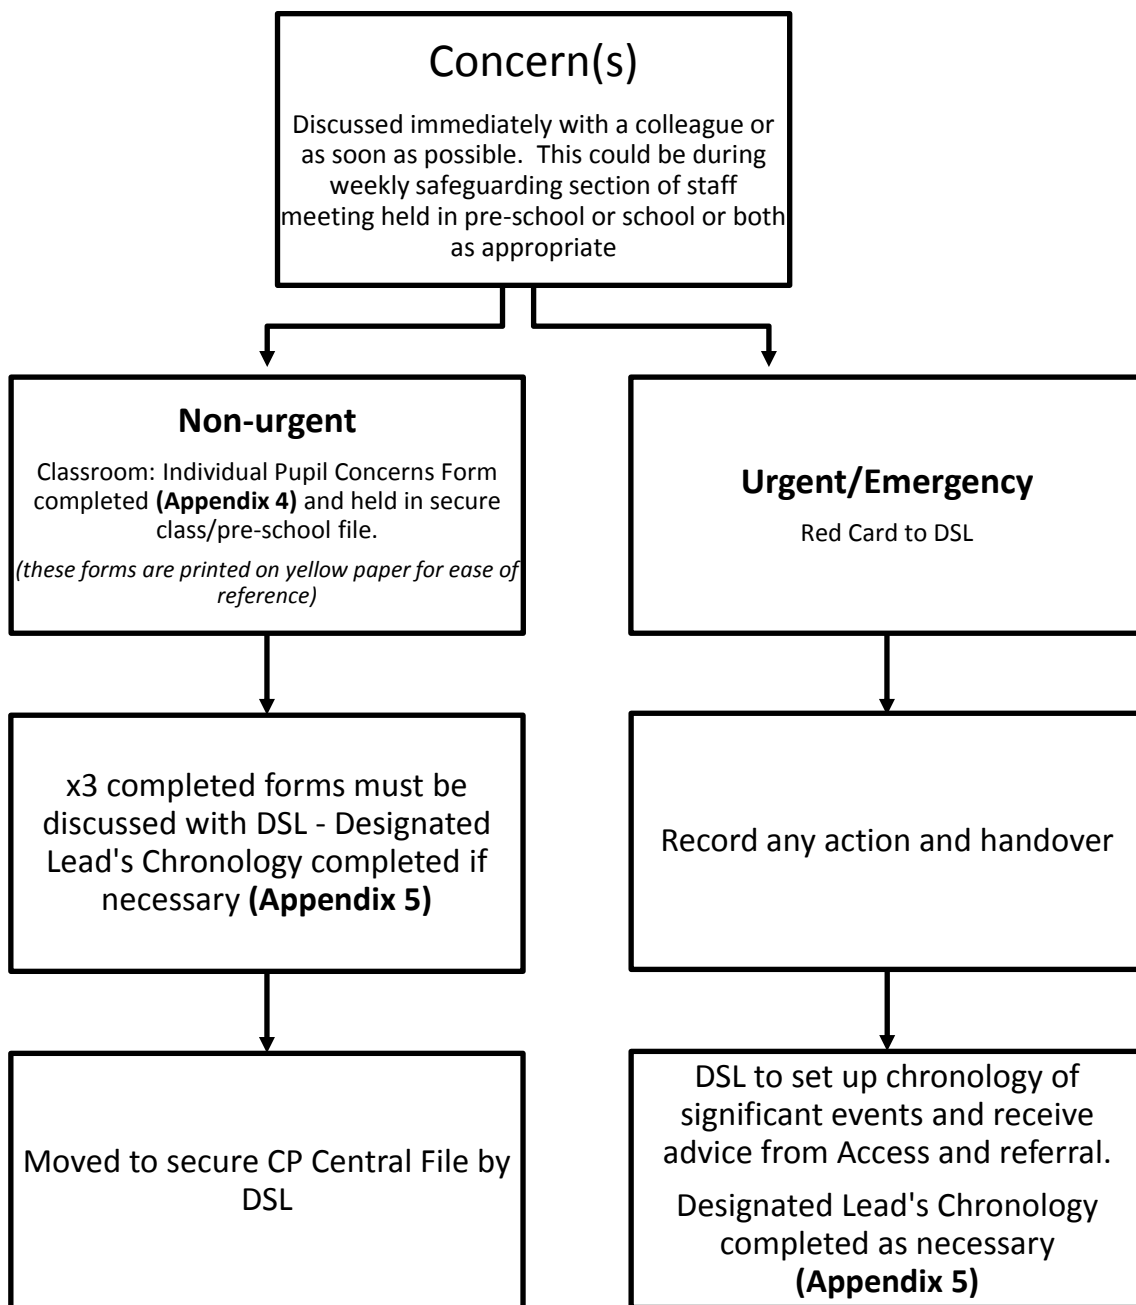 Concern(s)
Discussed immediately with a colleague or
as soon as possible.  This could be during
weekly safeguarding section of staff
meeting held in pre-school or school or both
as appropriate
Non-urgent
Classroom: Individual Pupil Concerns Form
completed (Appendix 4) and held in secure
class/pre-school file.
(these forms are printed on yellow paper for ease of
reference)
Urgent/Emergency
Red Card to DSL
x3 completed forms must be
discussed with DSL - Designated
Lead's Chronology completed if
necessary (Appendix 5)
Record any action and handover
Moved to secure CP Central File by
DSL
DSL to set up chronology of
significant events and receive
advice from Access and referral.
Designated Lead's Chronology
completed as necessary
(Appendix 5)